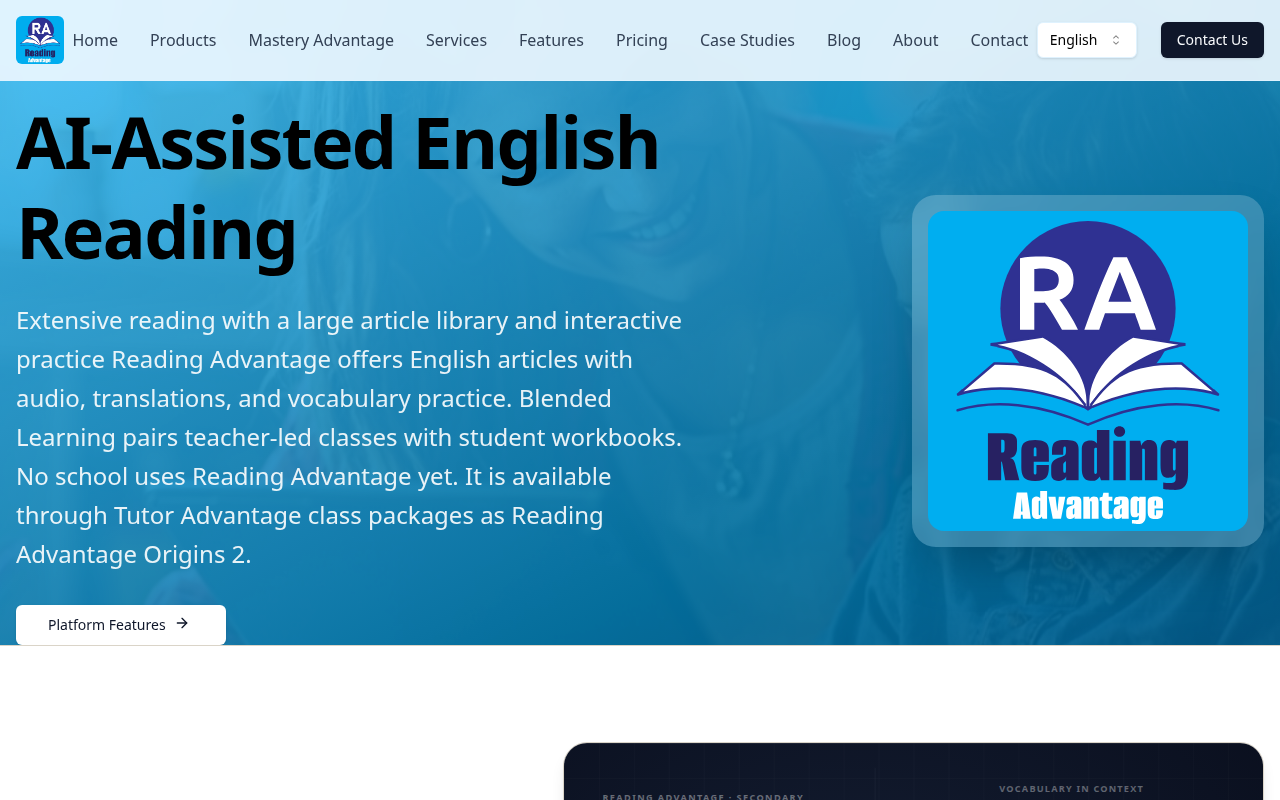 RA
Reading
Advantage
Home
Products
Mastery Advantage
Services
Features
Pricing
Case Studies
Blog
About
Contact
English
Contact Us
AI-Assisted English
Reading
Extensive reading with a large article library and interactive
practice Reading Advantage offers English articles with
audio, translations, and vocabulary practice. Blended
Learning pairs teacher-led classes with student workbooks.
No school uses Reading Advantage yet. It is available
through Tutor Advantage class packages as Reading
Advantage Origins 2.
Platform Features
RA
Reading
Advantage
VOCABULARY IN CONTEXT
READING ADVANTAGE · SECONDARY